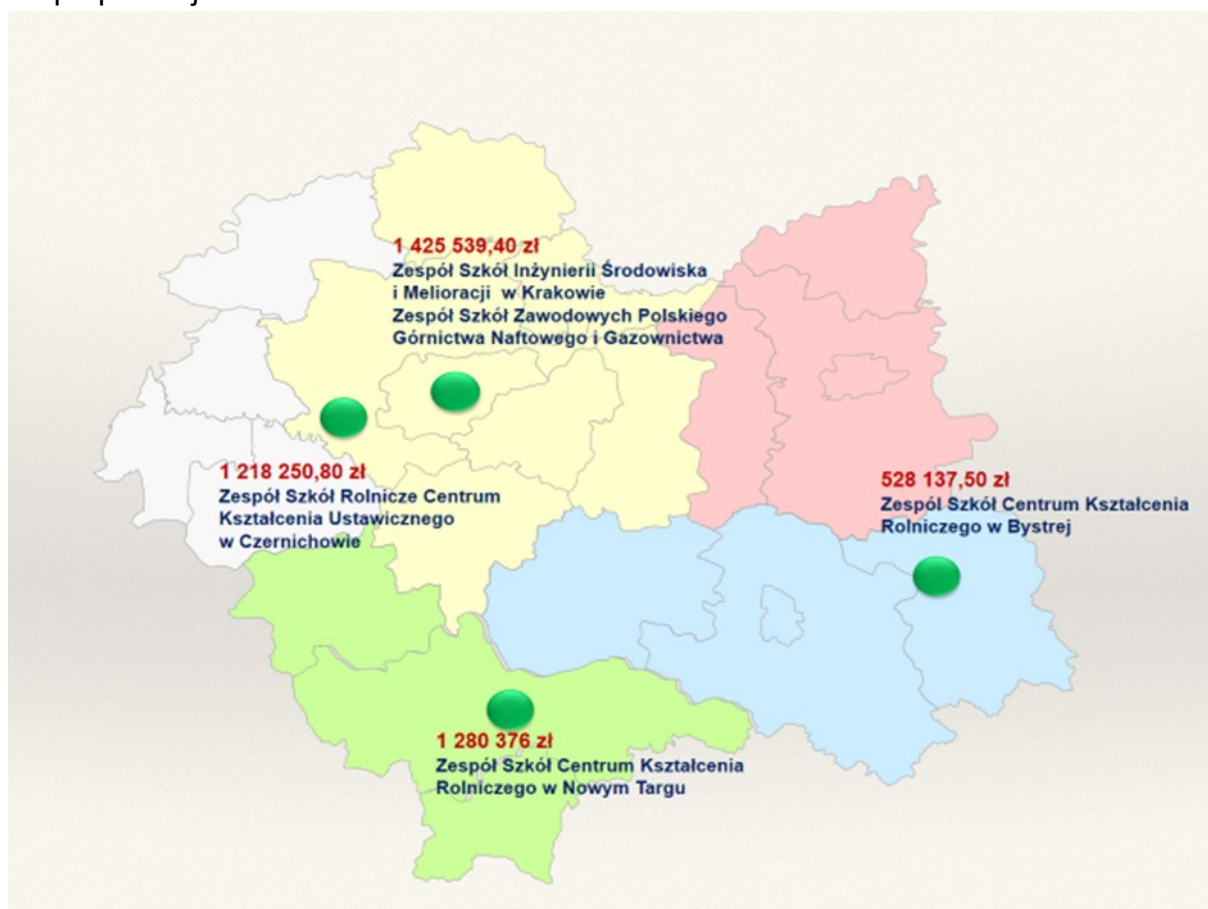 1 425 539,40 zł
Zespół Szkół Inżynierii Środowiska
i Melioracji w Krakowie
Zespół Szkół Zawodowych Polskiego
Górnictwa Naftowego i Gazownictwa
1 218 250,80 zł
Zespół Szkół Rolnicze Centrum
Kształcenia Ustawicznego
w Czernichowie
528 137,50 zł
Zespól Szkół Centrum Kształcenia
Rolniczego w Bystrej
1 280 376 zł
Zespół Szkół Centrum Kształcenia
Rolniczego w Nowym Targu